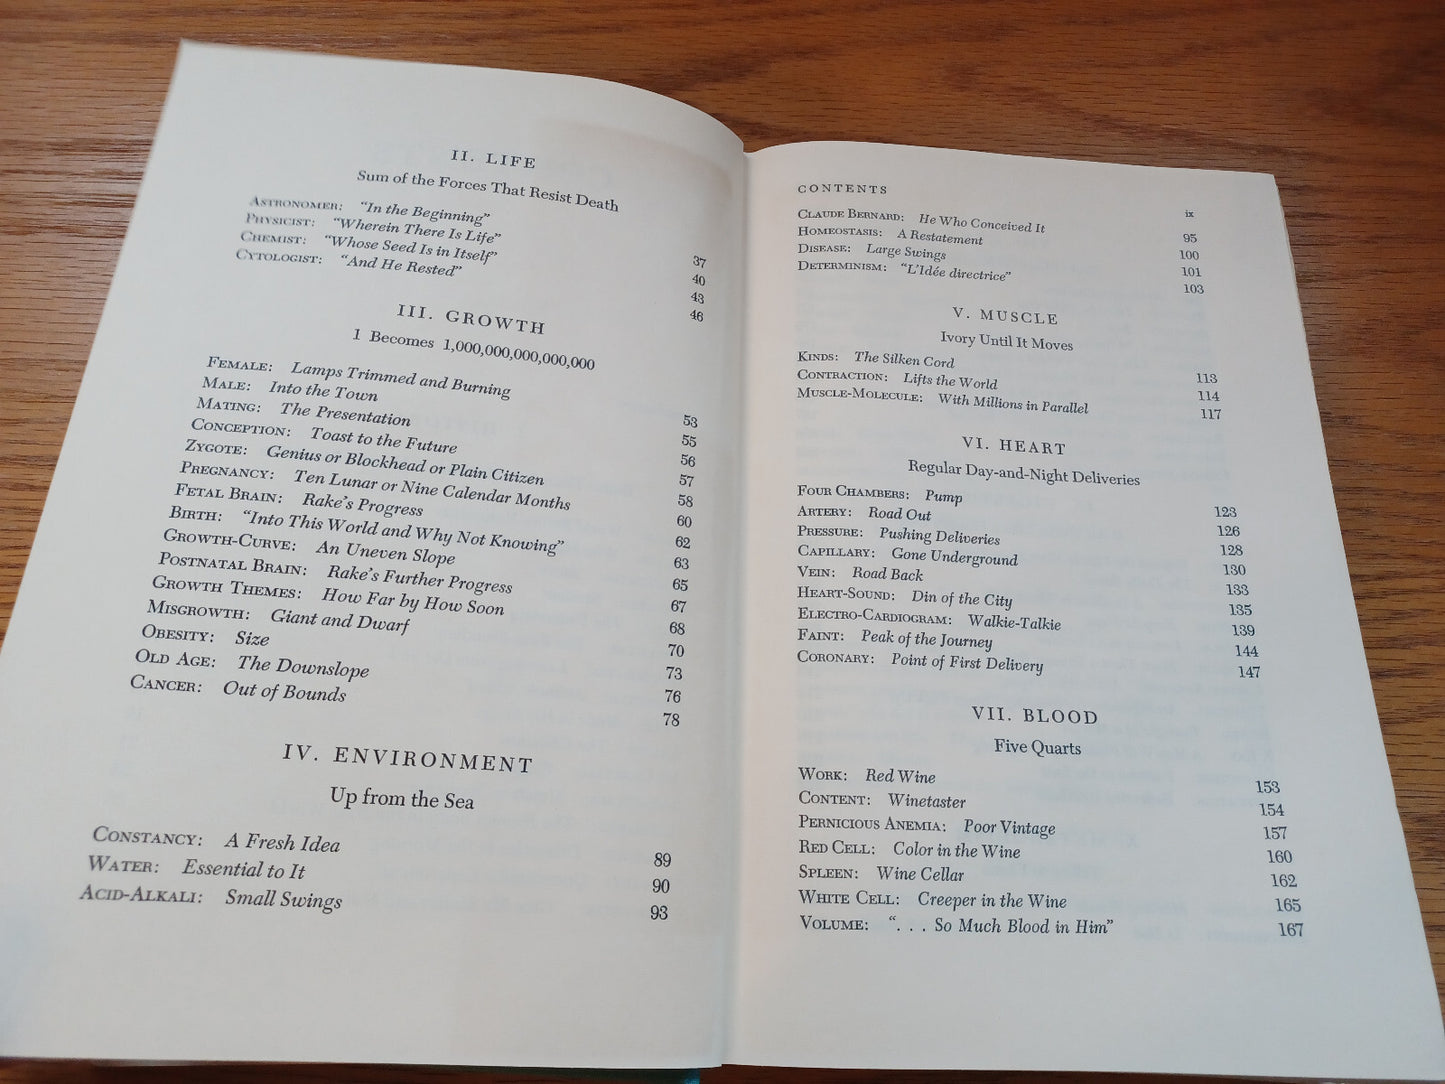 II. LIFE
Sum of the Forces That Resist Death
ASTRONOMER: "In the Beginning" 37
PHYSICIST: "Wherein There Is Life" 40
CHEMIST: "Whose Seed Is in Itself" 43
CYTOLOGIST: "And He Rested" 46
III. GROWTH
1 Becomes 1,000,000,000,000,000
FEMALE: Lamps Trimmed and Burning 53
MALE: Into the Town 55
MATING: The Presentation 56
CONCEPTION: Toast to the Future 57
ZYGOTE: Genius or Blockhead or Plain Citizen 58
PREGNANCY: Ten Lunar or Nine Calendar Months 60
FETAL BRAIN: Rake's Progress 62
BIRTH: "Into This World and Why Not Knowing" 63
GROWTH-CURVE: An Uneven Slope 65
POSTNATAL BRAIN: Rake's Further Progress 67
GROWTH THEMES: How Far by How Soon 68
MISGROWTH: Giant and Dwarf 70
OBESITY: Size 73
OLD AGE: The Downslope 76
CANCER: Out of Bounds 78
IV. ENVIRONMENT
Up from the Sea
CONSTANCY: A Fresh Idea 89
WATER: Essential to It 90
ACID-ALKALI: Small Swings 93
CONTENTS ix
CLAUDE BERNARD: He Who Conceived It 95
HOMEOSTASIS: A Restatement 100
DISEASE: Large Swings 101
DETERMINISM: "L'Idée directrice" 103
V. MUSCLE
Ivory Until It Moves
KINDS: The Silken Cord 113
CONTRACTION: Lifts the World 114
MUSCLE-MOLECULE: With Millions in Parallel 117
VI. HEART
Regular Day-and-Night Deliveries
FOUR CHAMBERS: Pump 123
ARTERY: Road Out 126
PRESSURE: Pushing Deliveries 128
CAPILLARY: Gone Underground 130
VEIN: Road Back 133
HEART-SOUND: Din of the City 135
ELECTRO-CARDIOGRAM: Walkie-Talkie 139
FAINT: Peak of the Journey 144
CORONARY: Point of First Delivery 147
VII. BLOOD
Five Quarts
WORK: Red Wine 153
CONTENT: Winetaster 154
PERNICIOUS ANEMIA: Poor Vintage 157
RED CELL: Color in the Wine 160
SPLEEN: Wine Cellar 162
WHITE CELL: Creeper in the Wine 165
VOLUME: ". . . So Much Blood in Him" 167